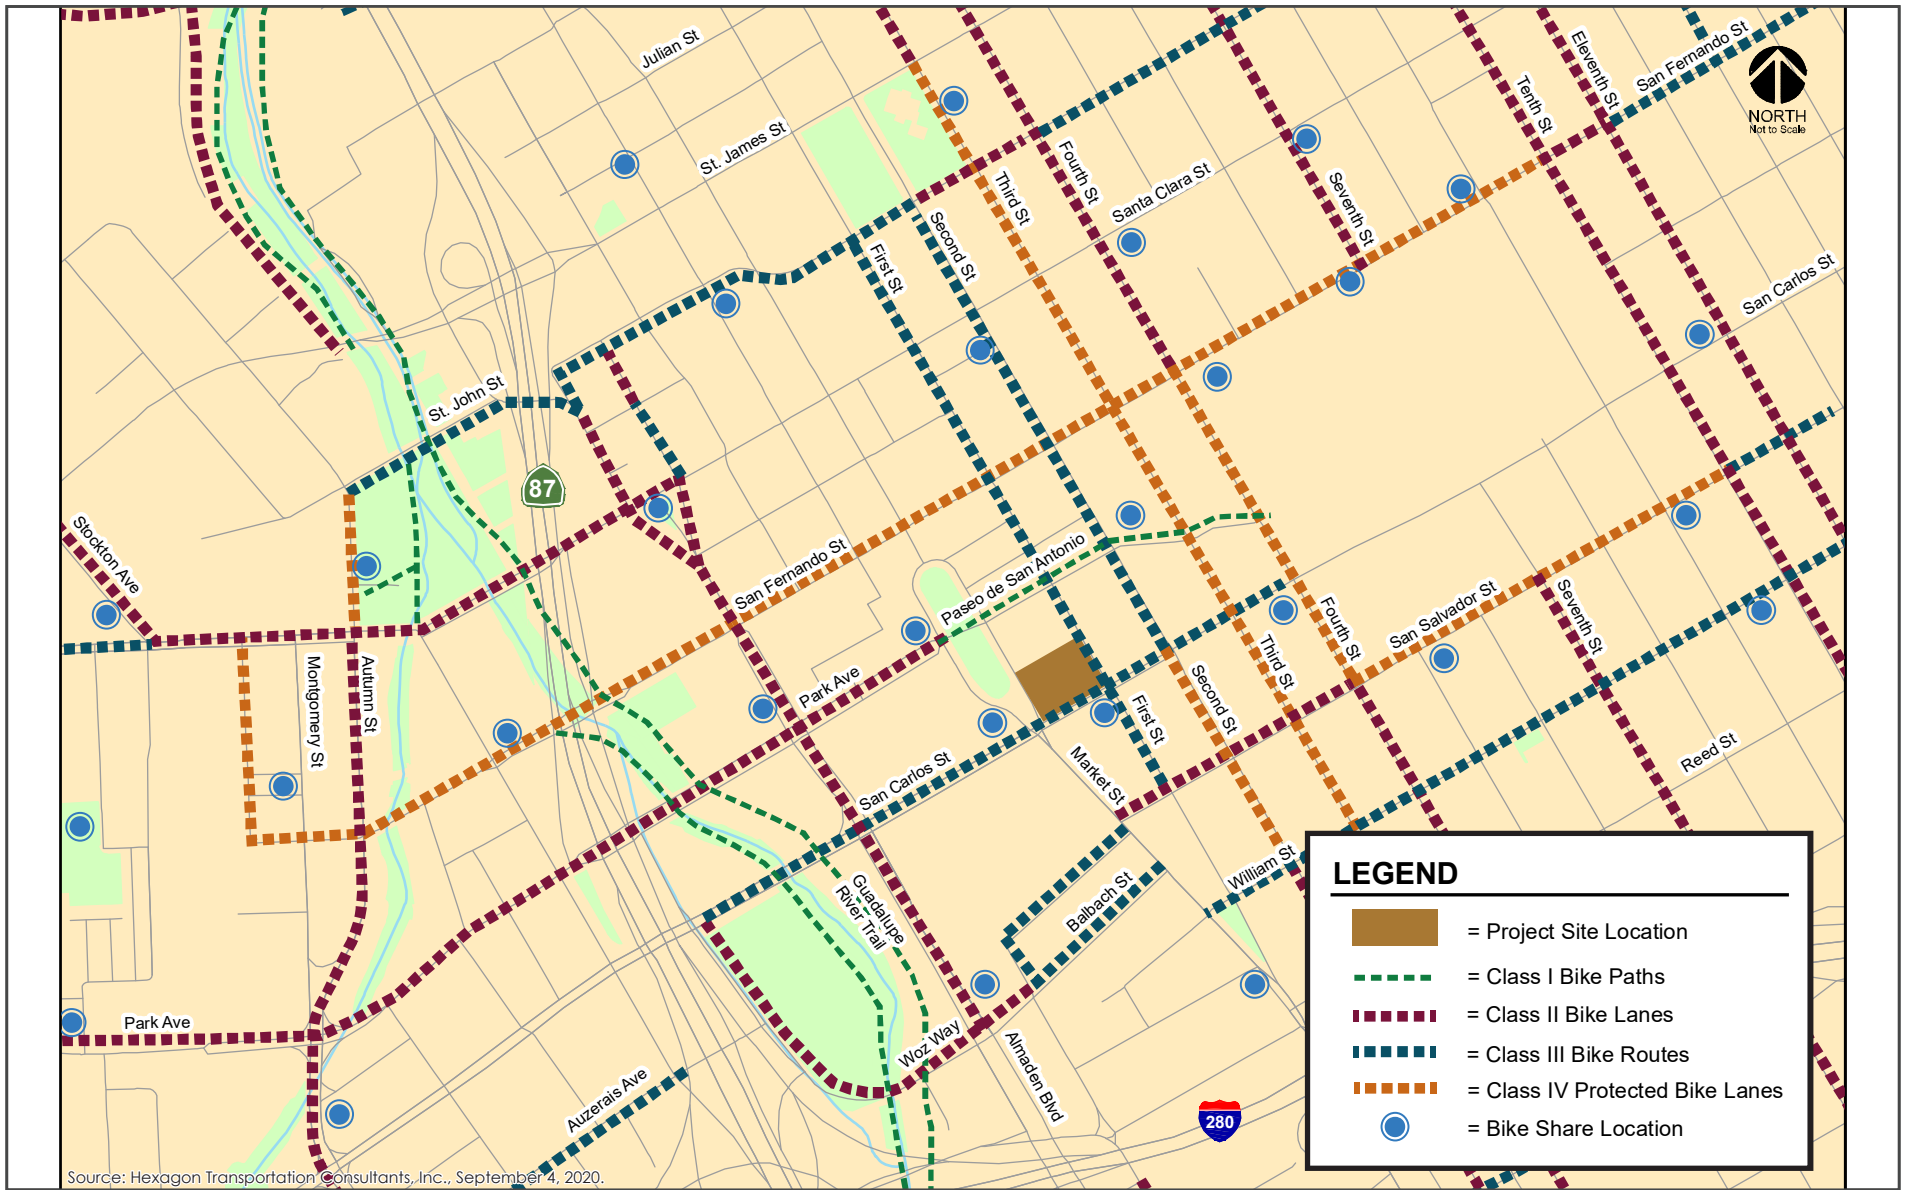 Julian St
St. James St
Eleventh St
San Fernando St
Tenth St
NORTH
Not to Scale
Fourth St
Santa Clara St
Third St
Seventh St
Second St
First St
San Carlos St
St. John St
87
Stockton Ave
San Fernando St
Paseo de San Antonio
Montgomery St
Autumn St
Park Ave
Fourth St
San Salvador St
Seventh St
Third St
Second St
First St
Market St
San Carlos St
Reed St
Guadalupe
River Trail
Balbach St
William St
Park Ave
Woz Way
Almaden Blvd
Auzerais Ave
280
LEGEND
= Project Site Location
= Class I Bike Paths
= Class II Bike Lanes
= Class III Bike Routes
= Class IV Protected Bike Lanes
= Bike Share Location
Source: Hexagon Transportation Consultants, Inc., September 4, 2020.